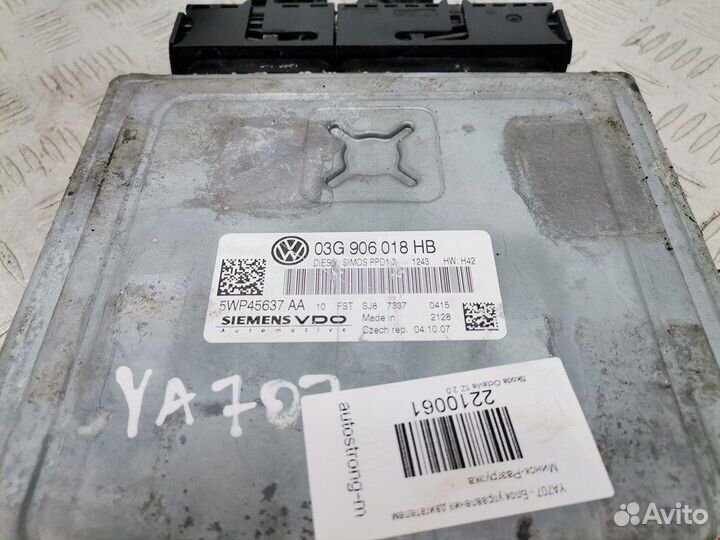 03G 906 018 HB
DIESEL SIMOS PPD1.2 1243 HW: H42
5WP45637 AA 10 FST SJ8 7397 0415
SIEMENS VDO
Automotive
Made in 2128
Czech rep. 04.10.07
YA707
autostrong-m
2210061
Skoda Octavia 1Z 2.0
YA707 - Блок управления двигателем
Минск-Разгрузка
Avito